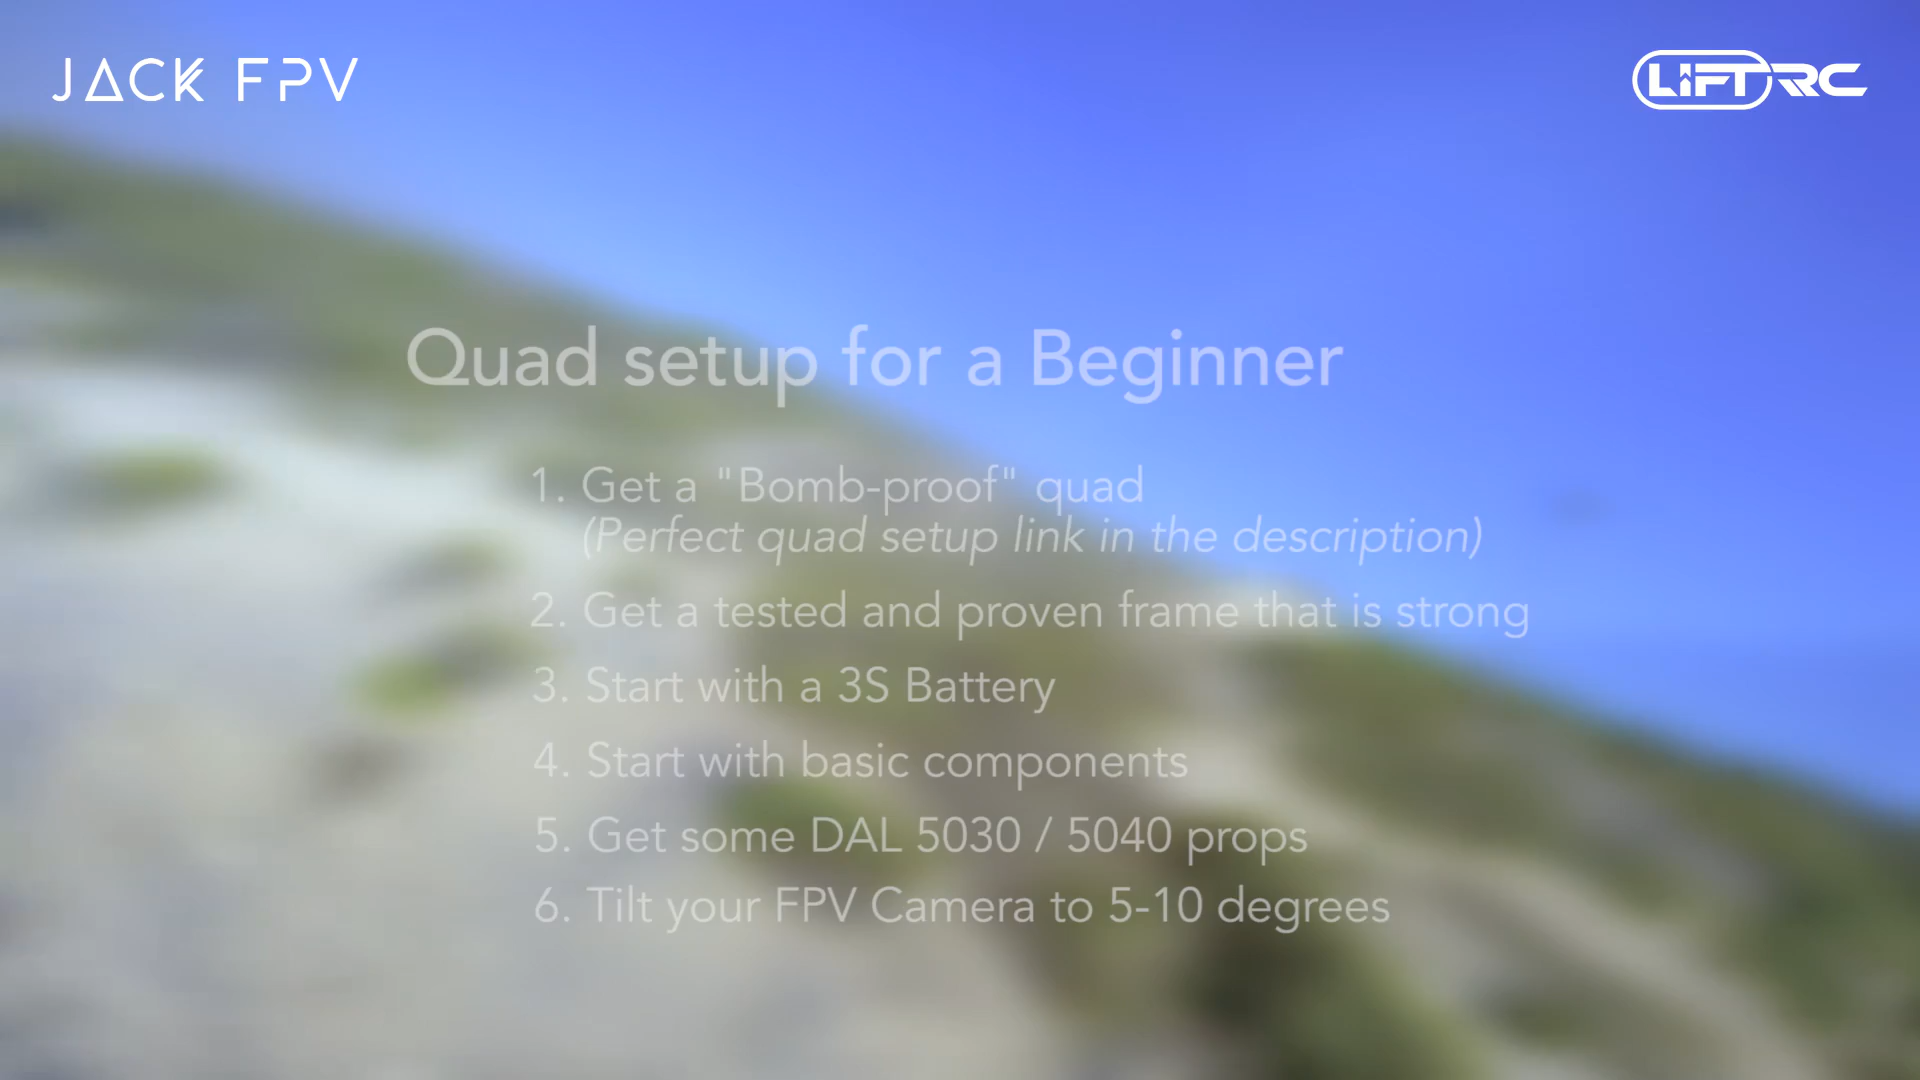 JACK FPV
LIFT RC
Quad setup for a Beginner
1. Get a "Bomb-proof" quad
(Perfect quad setup link in the description)
2. Get a tested and proven frame that is strong
3. Start with a 3S Battery
4. Start with basic components
5. Get some DAL 5030 / 5040 props
6. Tilt your FPV Camera to 5-10 degrees